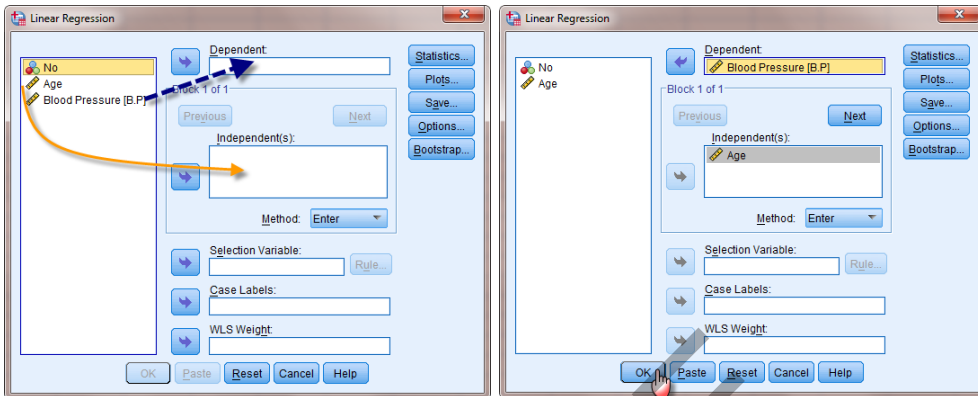 Linear Regression
No
Age
Blood Pressure [B.P]
Dependent:
Block 1 of 1
Previous
Next
Independent(s):
Method: Enter
Selection Variable:
Rule...
Case Labels:
WLS Weight:
Statistics...
Plots...
Save...
Options...
Bootstrap...
OK Paste Reset Cancel Help
Linear Regression
No
Age
Dependent:
Blood Pressure [B.P]
Block 1 of 1
Previous
Next
Independent(s):
Age
Method: Enter
Selection Variable:
Rule...
Case Labels:
WLS Weight:
Statistics...
Plots...
Save...
Options...
Bootstrap...
OK Paste Reset Cancel Help